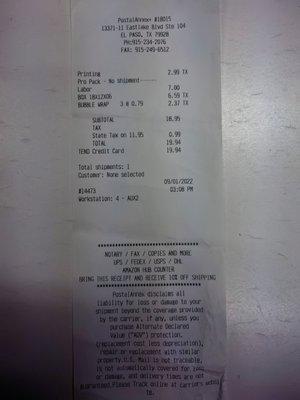 PostalAnnex+ #18015
13371-11 Eastlake Blvd Ste 104
EL PASO, TX 79928
PH:915-234-2076
FAX: 915-249-6512
Printing 2.99 TX
Pro Pack - No shipment------
Labor 7.00
BOX 18X12X06 6.59 TX
BUBBLE WRAP 3 @ 0.79 2.37 TX
SUBTOTAL 18.95
TAX
State Tax on 11.95 0.99
TOTAL 19.94
TEND Credit Card 19.94
Total shipments: 1
Customer: None selected
09/01/2022
#14473 03:08 PM
Workstation: 4 - AUX2
************************************
NOTARY / FAX / COPIES AND MORE
UPS / FEDEX / USPS / DHL
AMAZON HUB COUNTER
BRING THIS RECEIPT AND RECEIVE 10% OFF SHIPPING
************************************
PostalAnnex disclaims all
liability for loss or damage to your
shipment beyond the coverage provided
by the carrier, if any, unless you
purchase Alternate Declared
Value ("ADV") protection.
(replacement cost less depreciation),
repair or replacement with similar
property.U.S. Mail is not traceable,
is not automatically covered for loss
or damage, and delivery times are not
guaranteed.Please Track online at carriers